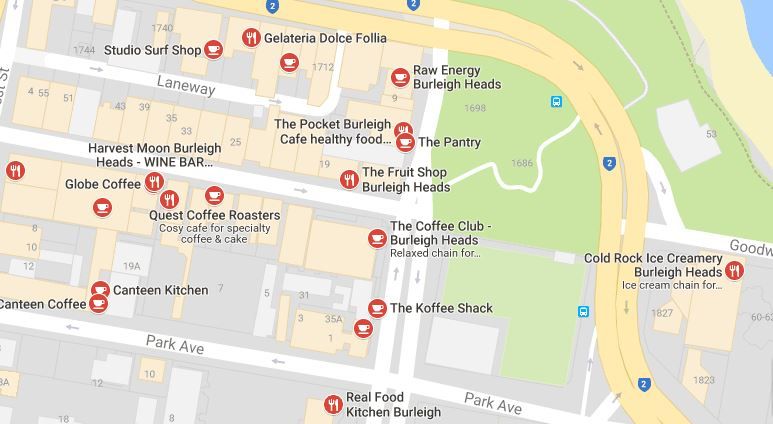 2
2
Gelateria Dolce Follia
1740
Studio Surf Shop
1744
1712
Raw Energy
Burleigh Heads
Laneway
9
1698
4
55
51
45
39
35
33
25
19
The Pocket Burleigh
Cafe healthy food...
The Pantry
53
Harvest Moon Burleigh
Heads - WINE BAR...
1686
2
The Fruit Shop
Burleigh Heads
Globe Coffee
Quest Coffee Roasters
Cosy cafe for specialty
coffee & cake
8
10
The Coffee Club -
Burleigh Heads
Relaxed chain for...
Goodw
Cold Rock Ice Creamery
Burleigh Heads
Ice cream chain for...
19A
Canteen Kitchen
Canteen Coffee
7
31
35A
3
1
The Koffee Shack
1827
60-63
Park Ave
12
8
2
1823
2
Real Food
Kitchen Burleigh
Park Ave